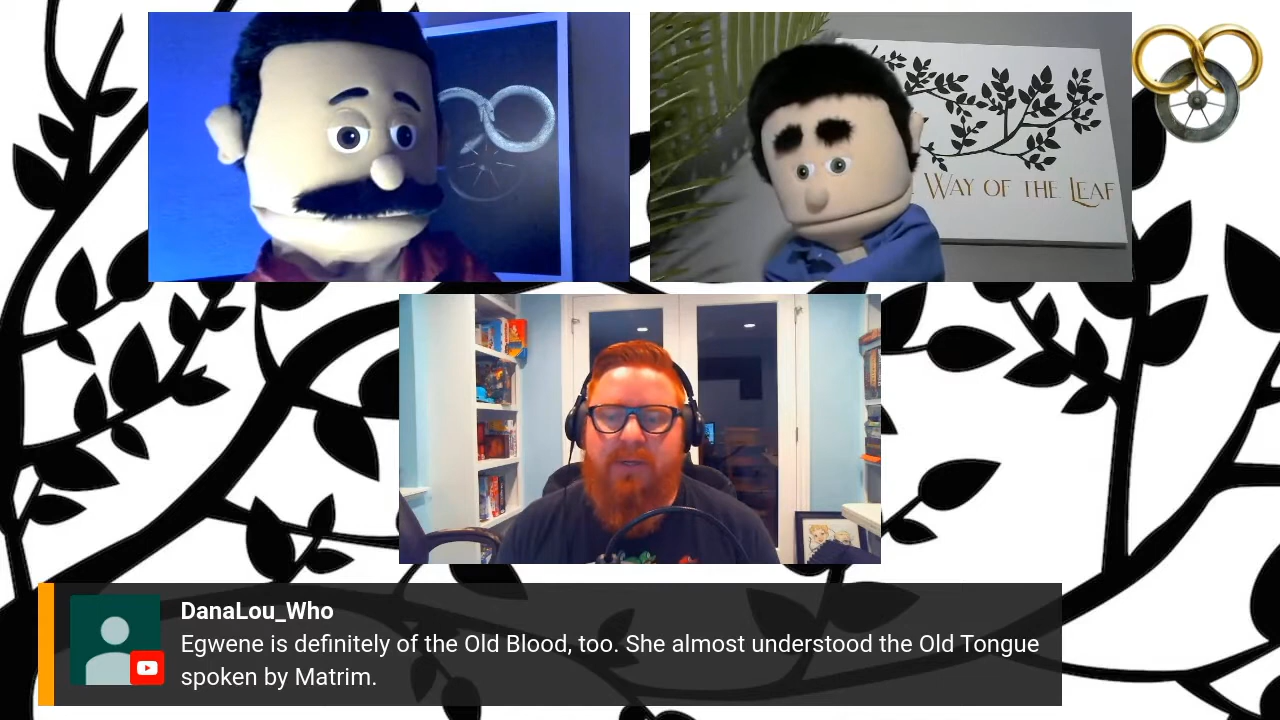 WAY OF THE LEAF
DanaLou_Who
Egwene is definitely of the Old Blood, too. She almost understood the Old Tongue
spoken by Matrim.